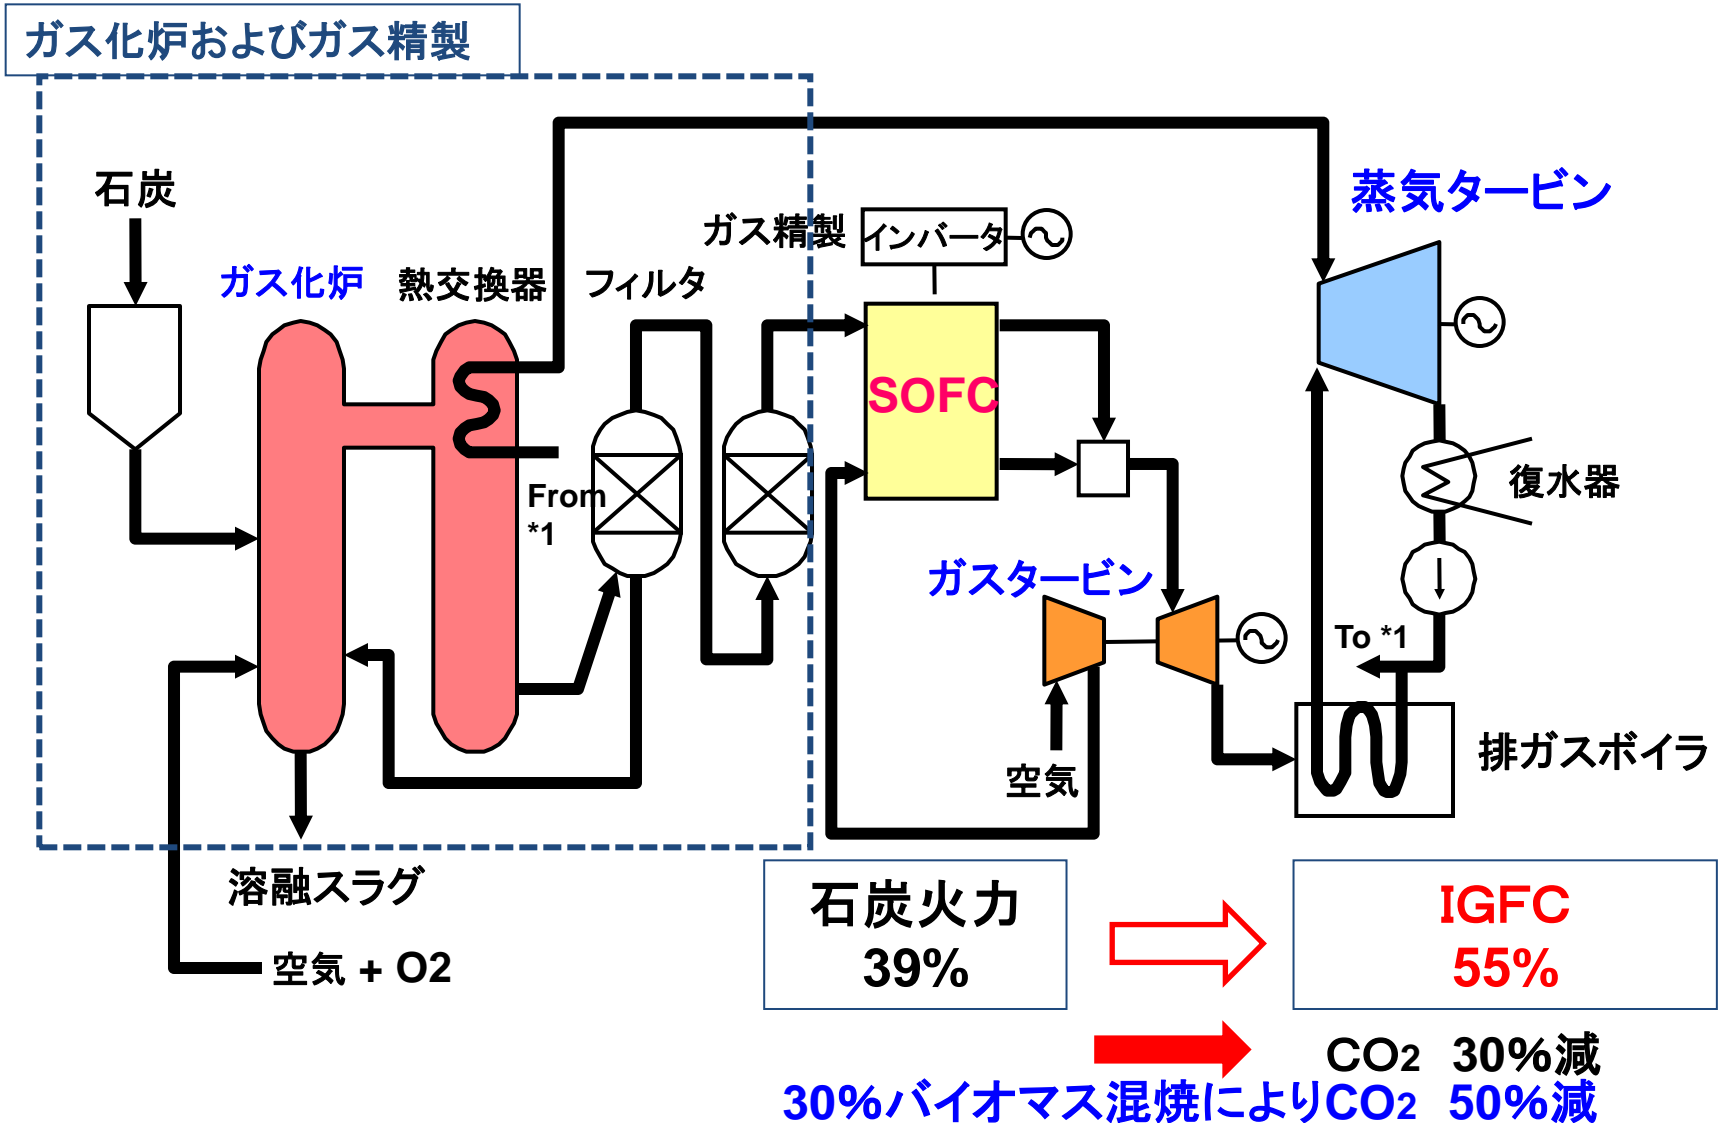 ガス化炉およびガス精製
石炭
ガス化炉
熱交換器
フィルタ
ガス精製
インバータ
蒸気タービン
SOFC
From
*1
復水器
ガスタービン
To *1
空気
排ガスボイラ
溶融スラグ
空気 + O2
石炭火力
39%
IGFC
55%
CO2 30%減
30%バイオマス混焼によりCO2 50%減